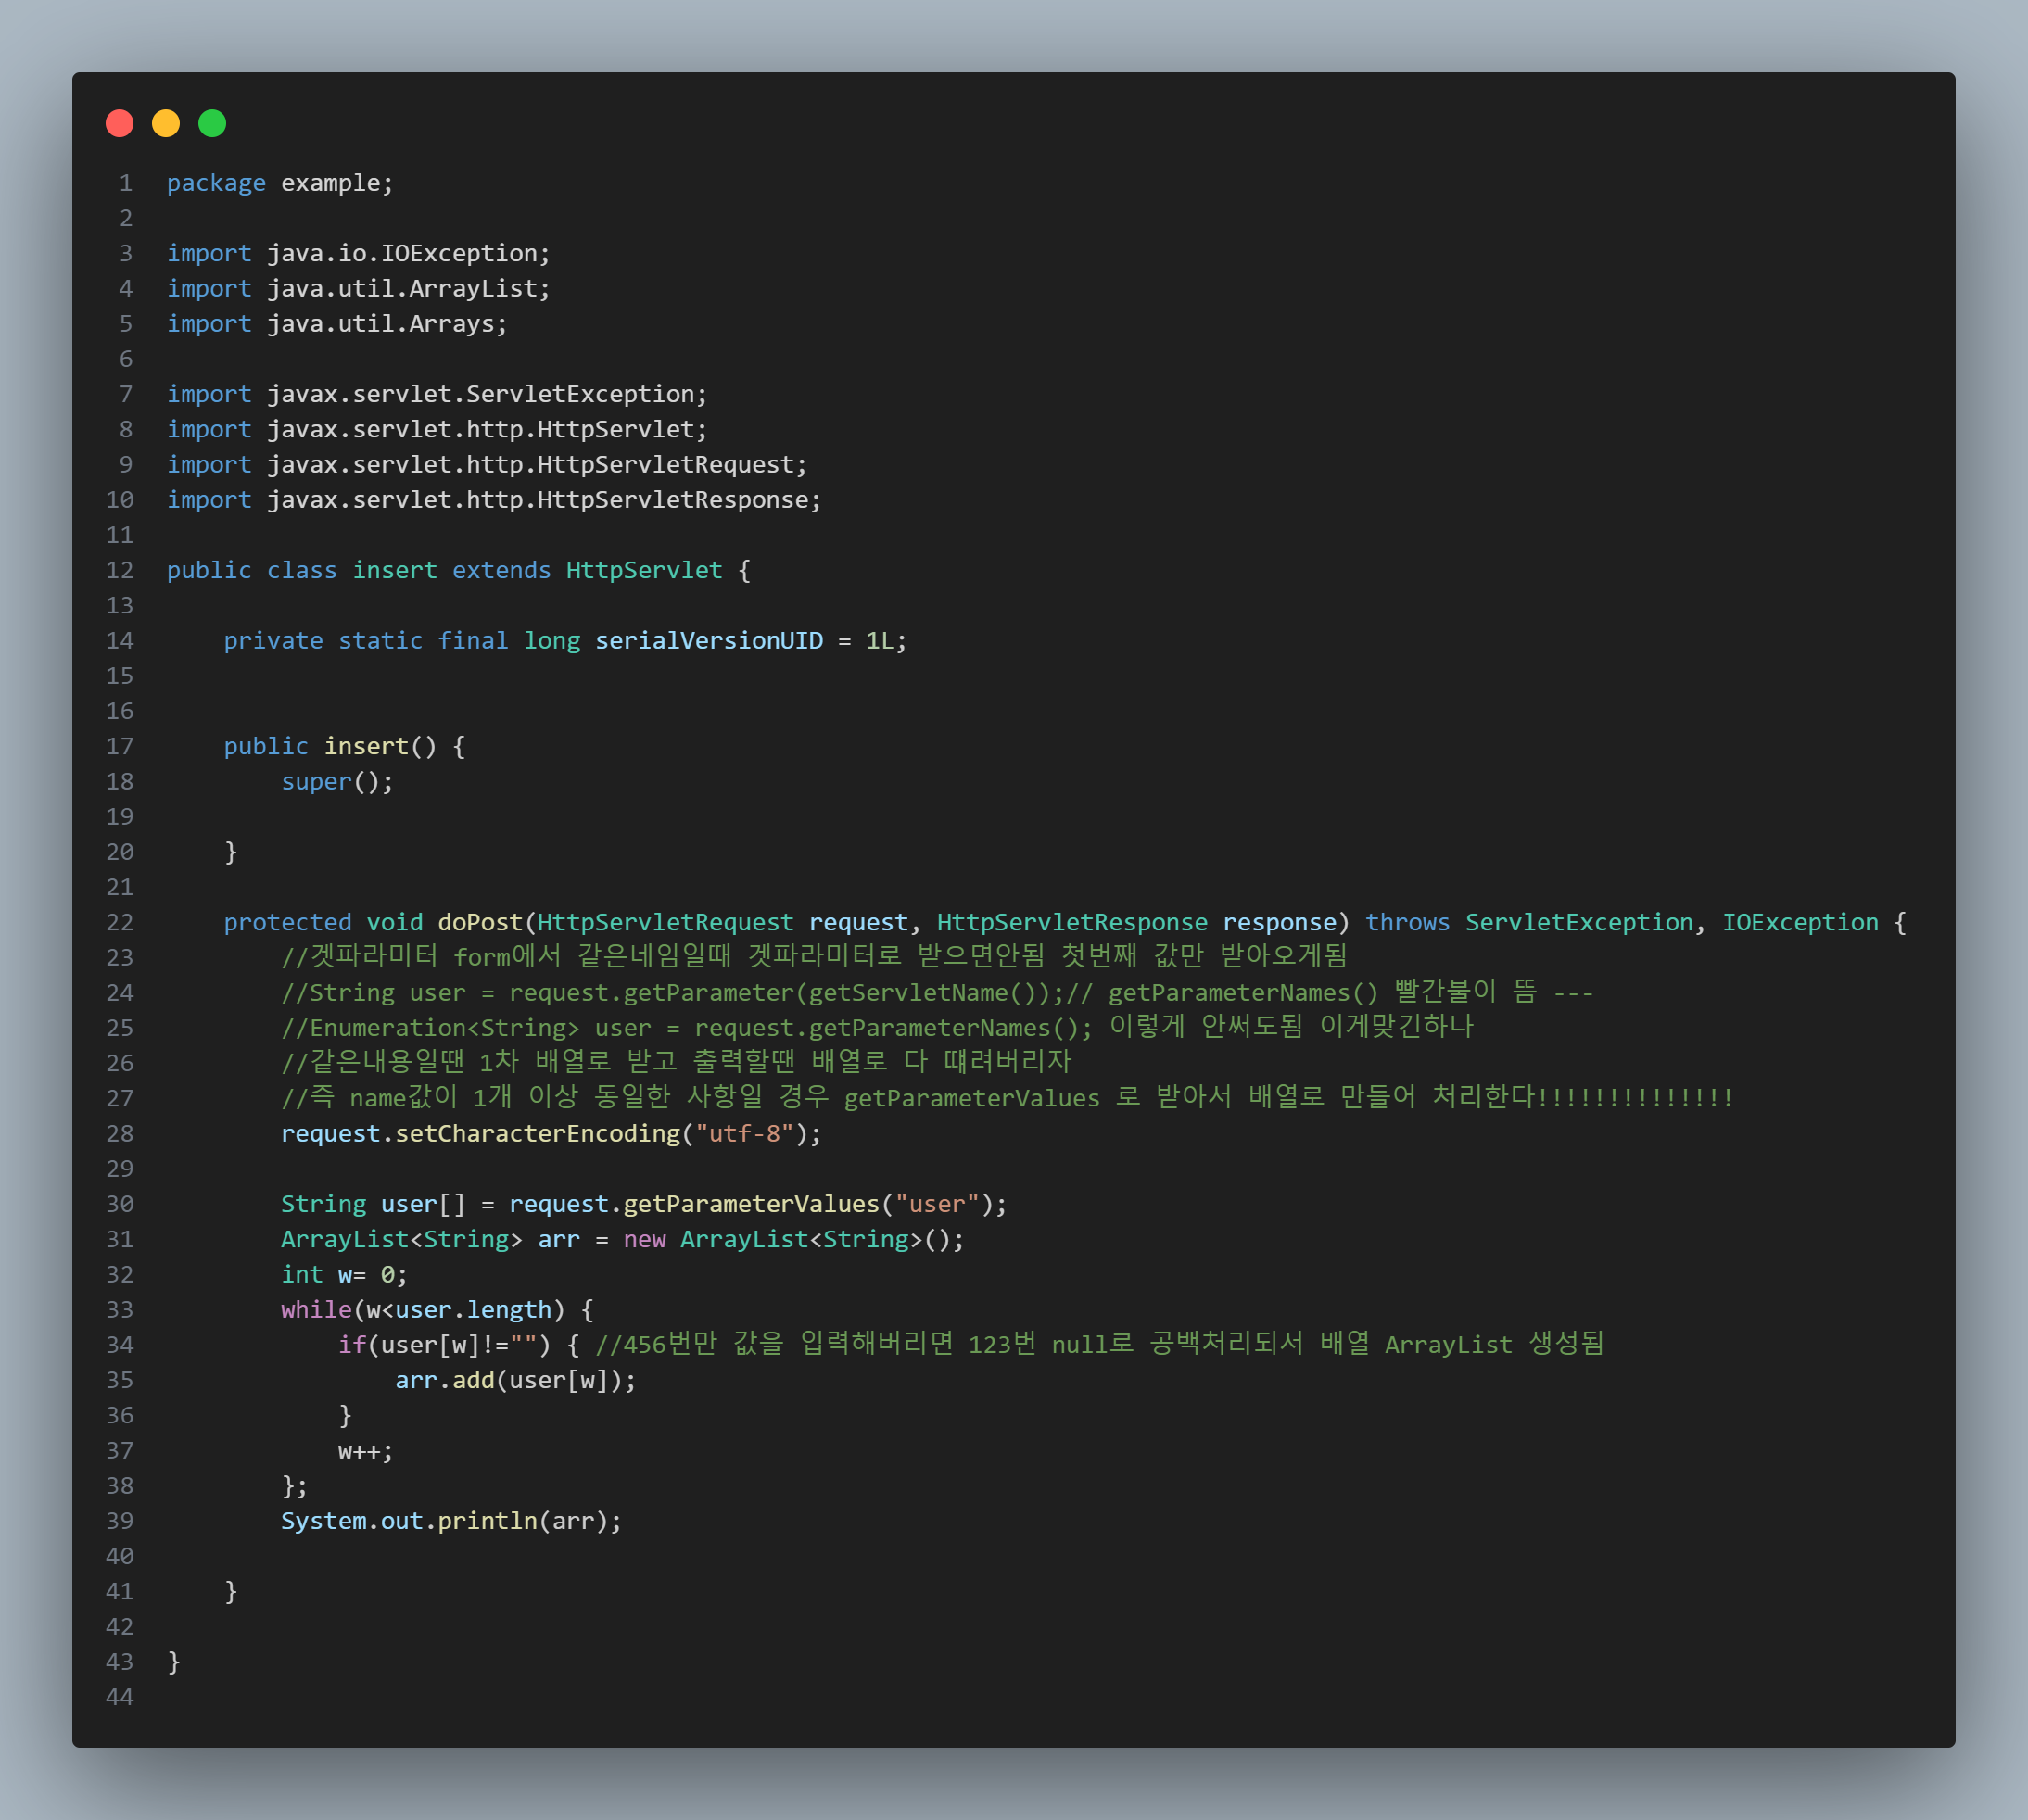 1 package example;
2
3 import java.io.IOException;
4 import java.util.ArrayList;
5 import java.util.Arrays;
6
7 import javax.servlet.ServletException;
8 import javax.servlet.http.HttpServlet;
9 import javax.servlet.http.HttpServletRequest;
10 import javax.servlet.http.HttpServletResponse;
11
12 public class insert extends HttpServlet {
13
14     private static final long serialVersionUID = 1L;
15
16
17     public insert() {
18         super();
19
20     }
21
22     protected void doPost(HttpServletRequest request, HttpServletResponse response) throws ServletException, IOException {
23         //겟파라미터 form에서 같은네임일때 겟파라미터로 받으면안됨 첫번째 값만 받아오게됨
24         //String user = request.getParameter(getServletName());// getParameterNames() 빨간불이 뜸 ---
25         //Enumeration<String> user = request.getParameterNames(); 이렇게 안써도됨 이게맞긴하나
26         //같은내용일땐 1차 배열로 받고 출력할땐 배열로 다 떄려버리자
27         //즉 name값이 1개 이상 동일한 사항일 경우 getParameterValues 로 받아서 배열로 만들어 처리한다!!!!!!!!!!!!!!
28         request.setCharacterEncoding("utf-8");
29
30         String user[] = request.getParameterValues("user");
31         ArrayList<String> arr = new ArrayList<String>();
32         int w= 0;
33         while(w<user.length) {
34             if(user[w]!="") { //456번만 값을 입력해버리면 123번 null로 공백처리되서 배열 ArrayList 생성됨
35                 arr.add(user[w]);
36             }
37             w++;
38         };
39         System.out.println(arr);
40
41     }
42
43 }
44